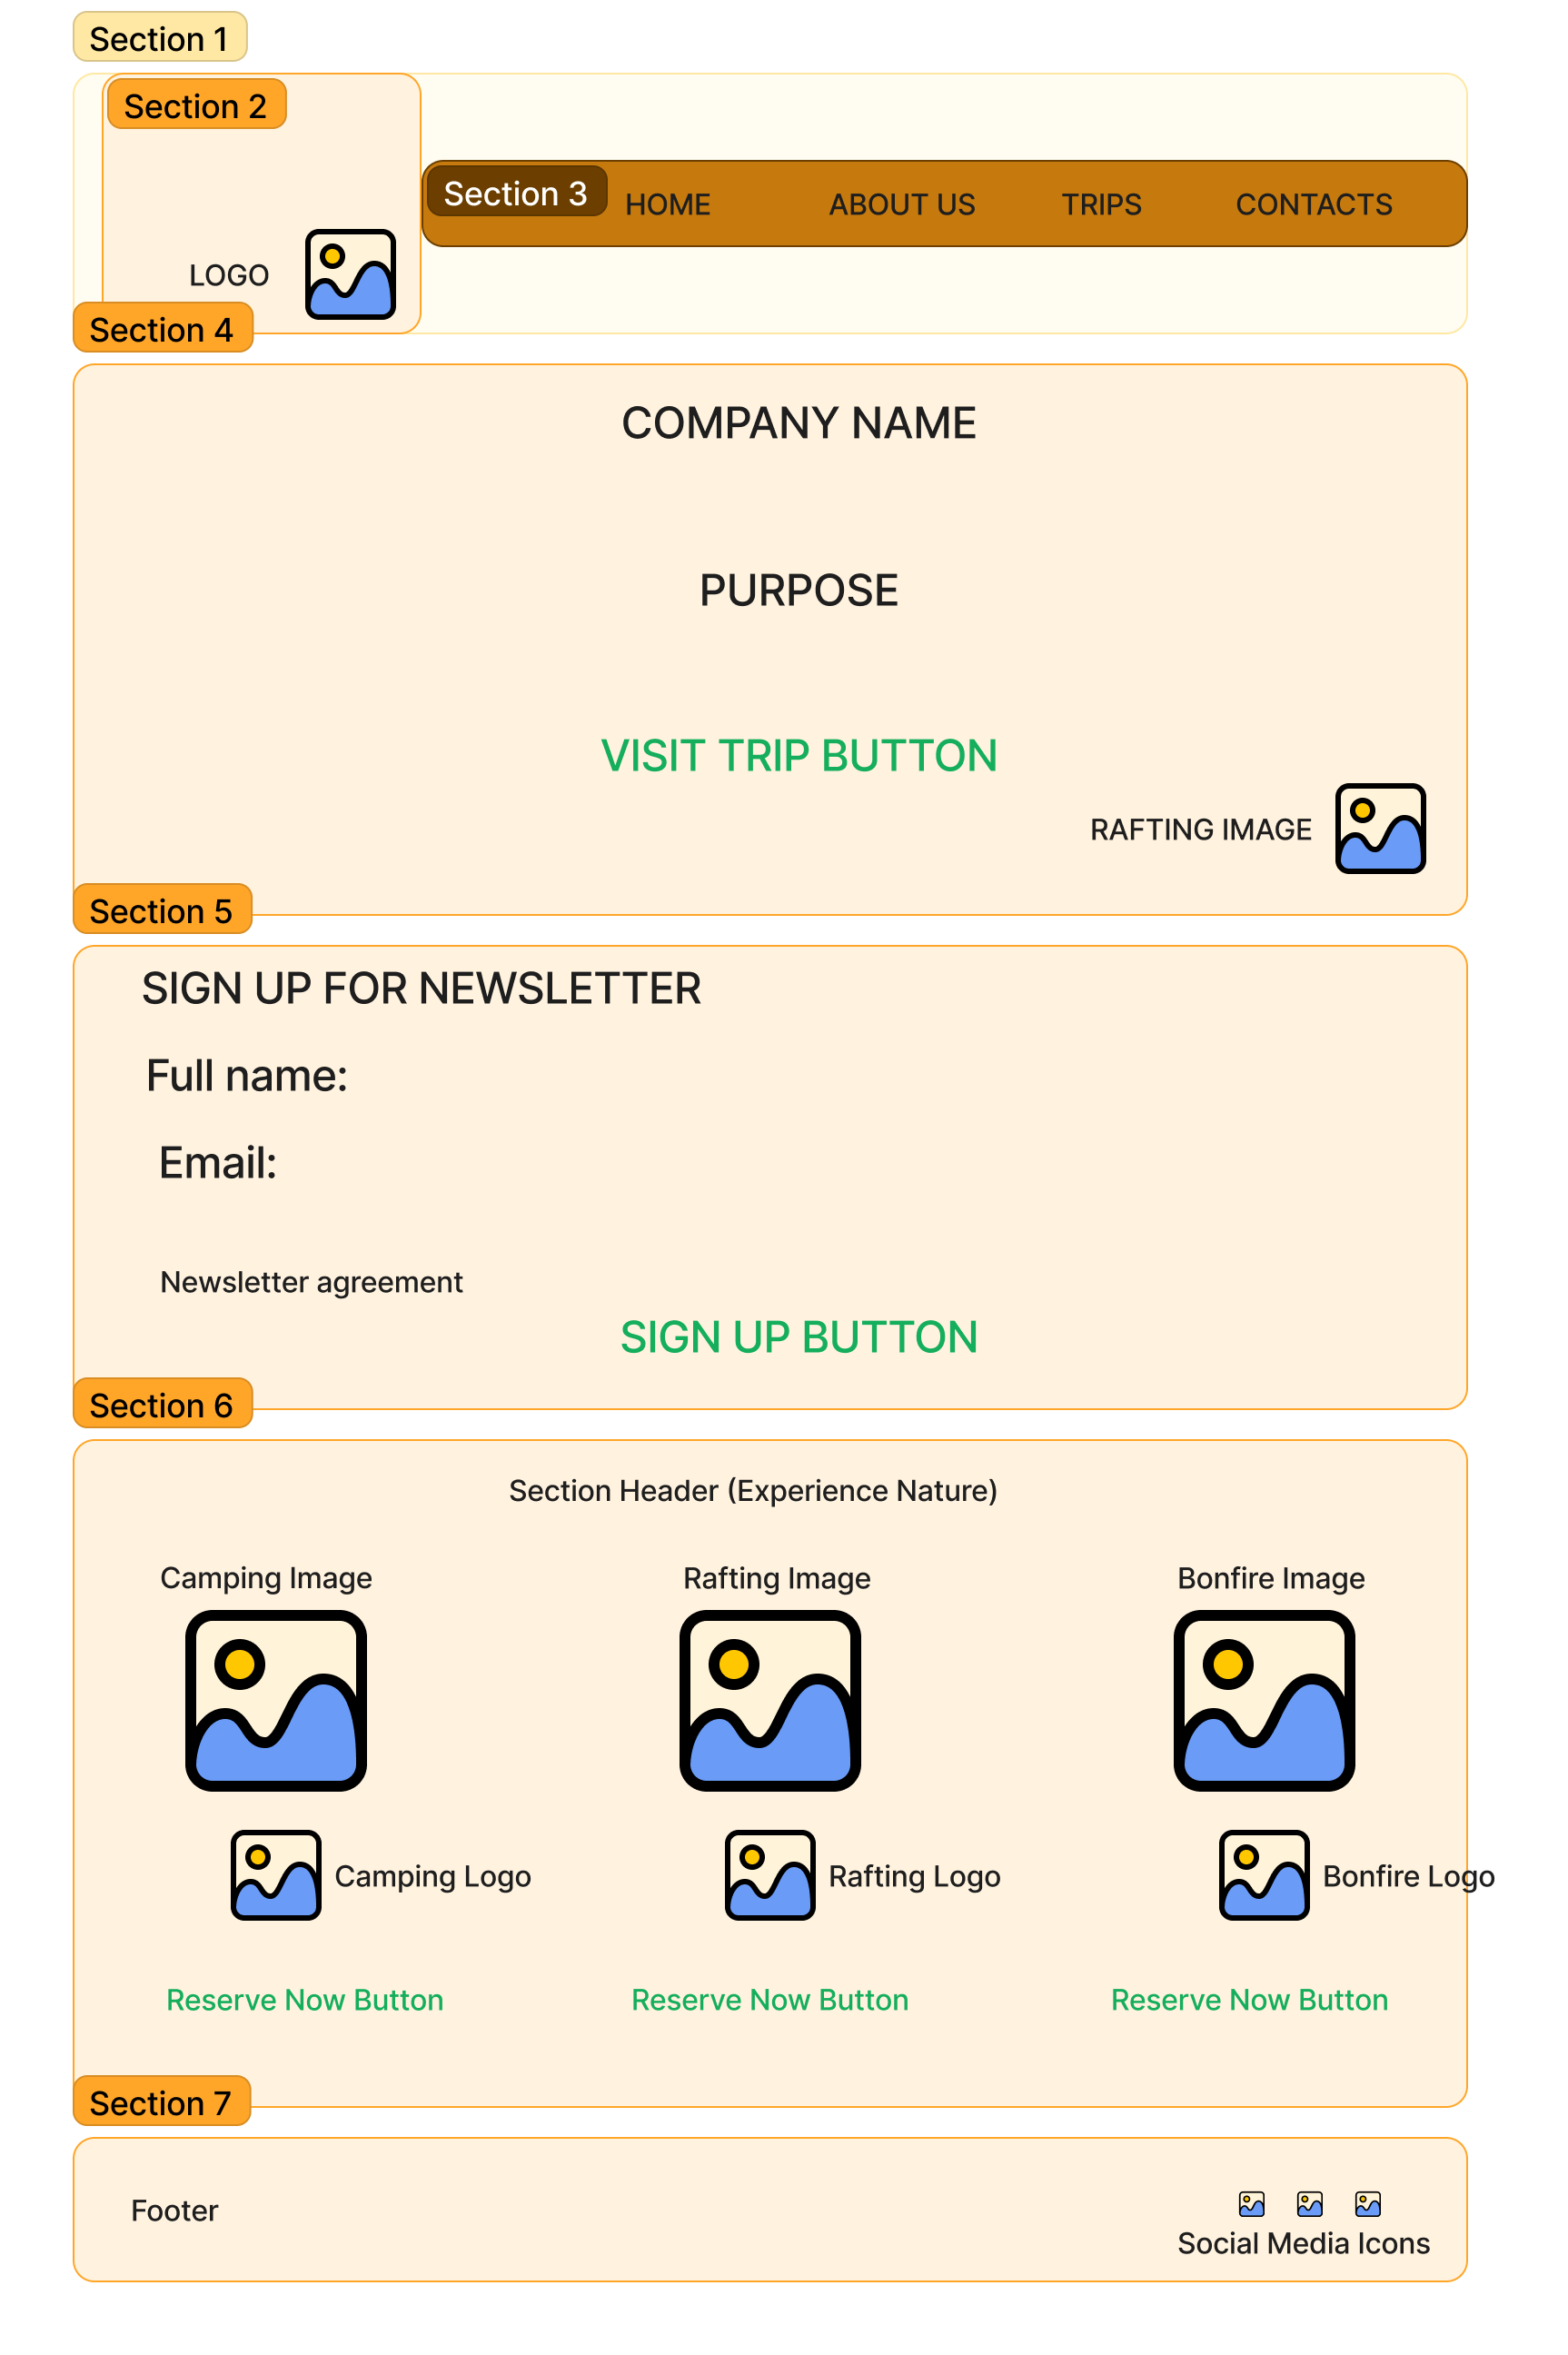 Section 1
Section 2
Section 3
HOME
ABOUT US
TRIPS
CONTACTS
LOGO
Section 4
COMPANY NAME
PURPOSE
VISIT TRIP BUTTON
RAFTING IMAGE
Section 5
SIGN UP FOR NEWSLETTER
Full name:
Email:
Newsletter agreement
SIGN UP BUTTON
Section 6
Section Header (Experience Nature)
Camping Image
Rafting Image
Bonfire Image
Camping Logo
Rafting Logo
Bonfire Logo
Reserve Now Button
Reserve Now Button
Reserve Now Button
Section 7
Footer
Social Media Icons